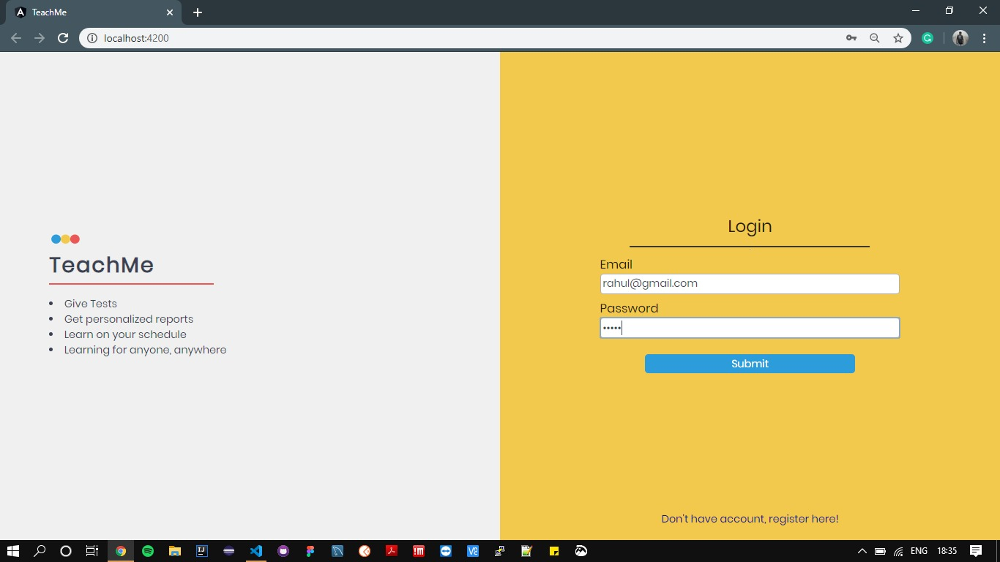 TeachMe
localhost:4200
TeachMe
Give Tests
Get personalized reports
Learn on your schedule
Learning for anyone, anywhere
Login
Email
rahul@gmail.com
Password
•••••
Submit
Don't have account, register here!
ENG 18:35